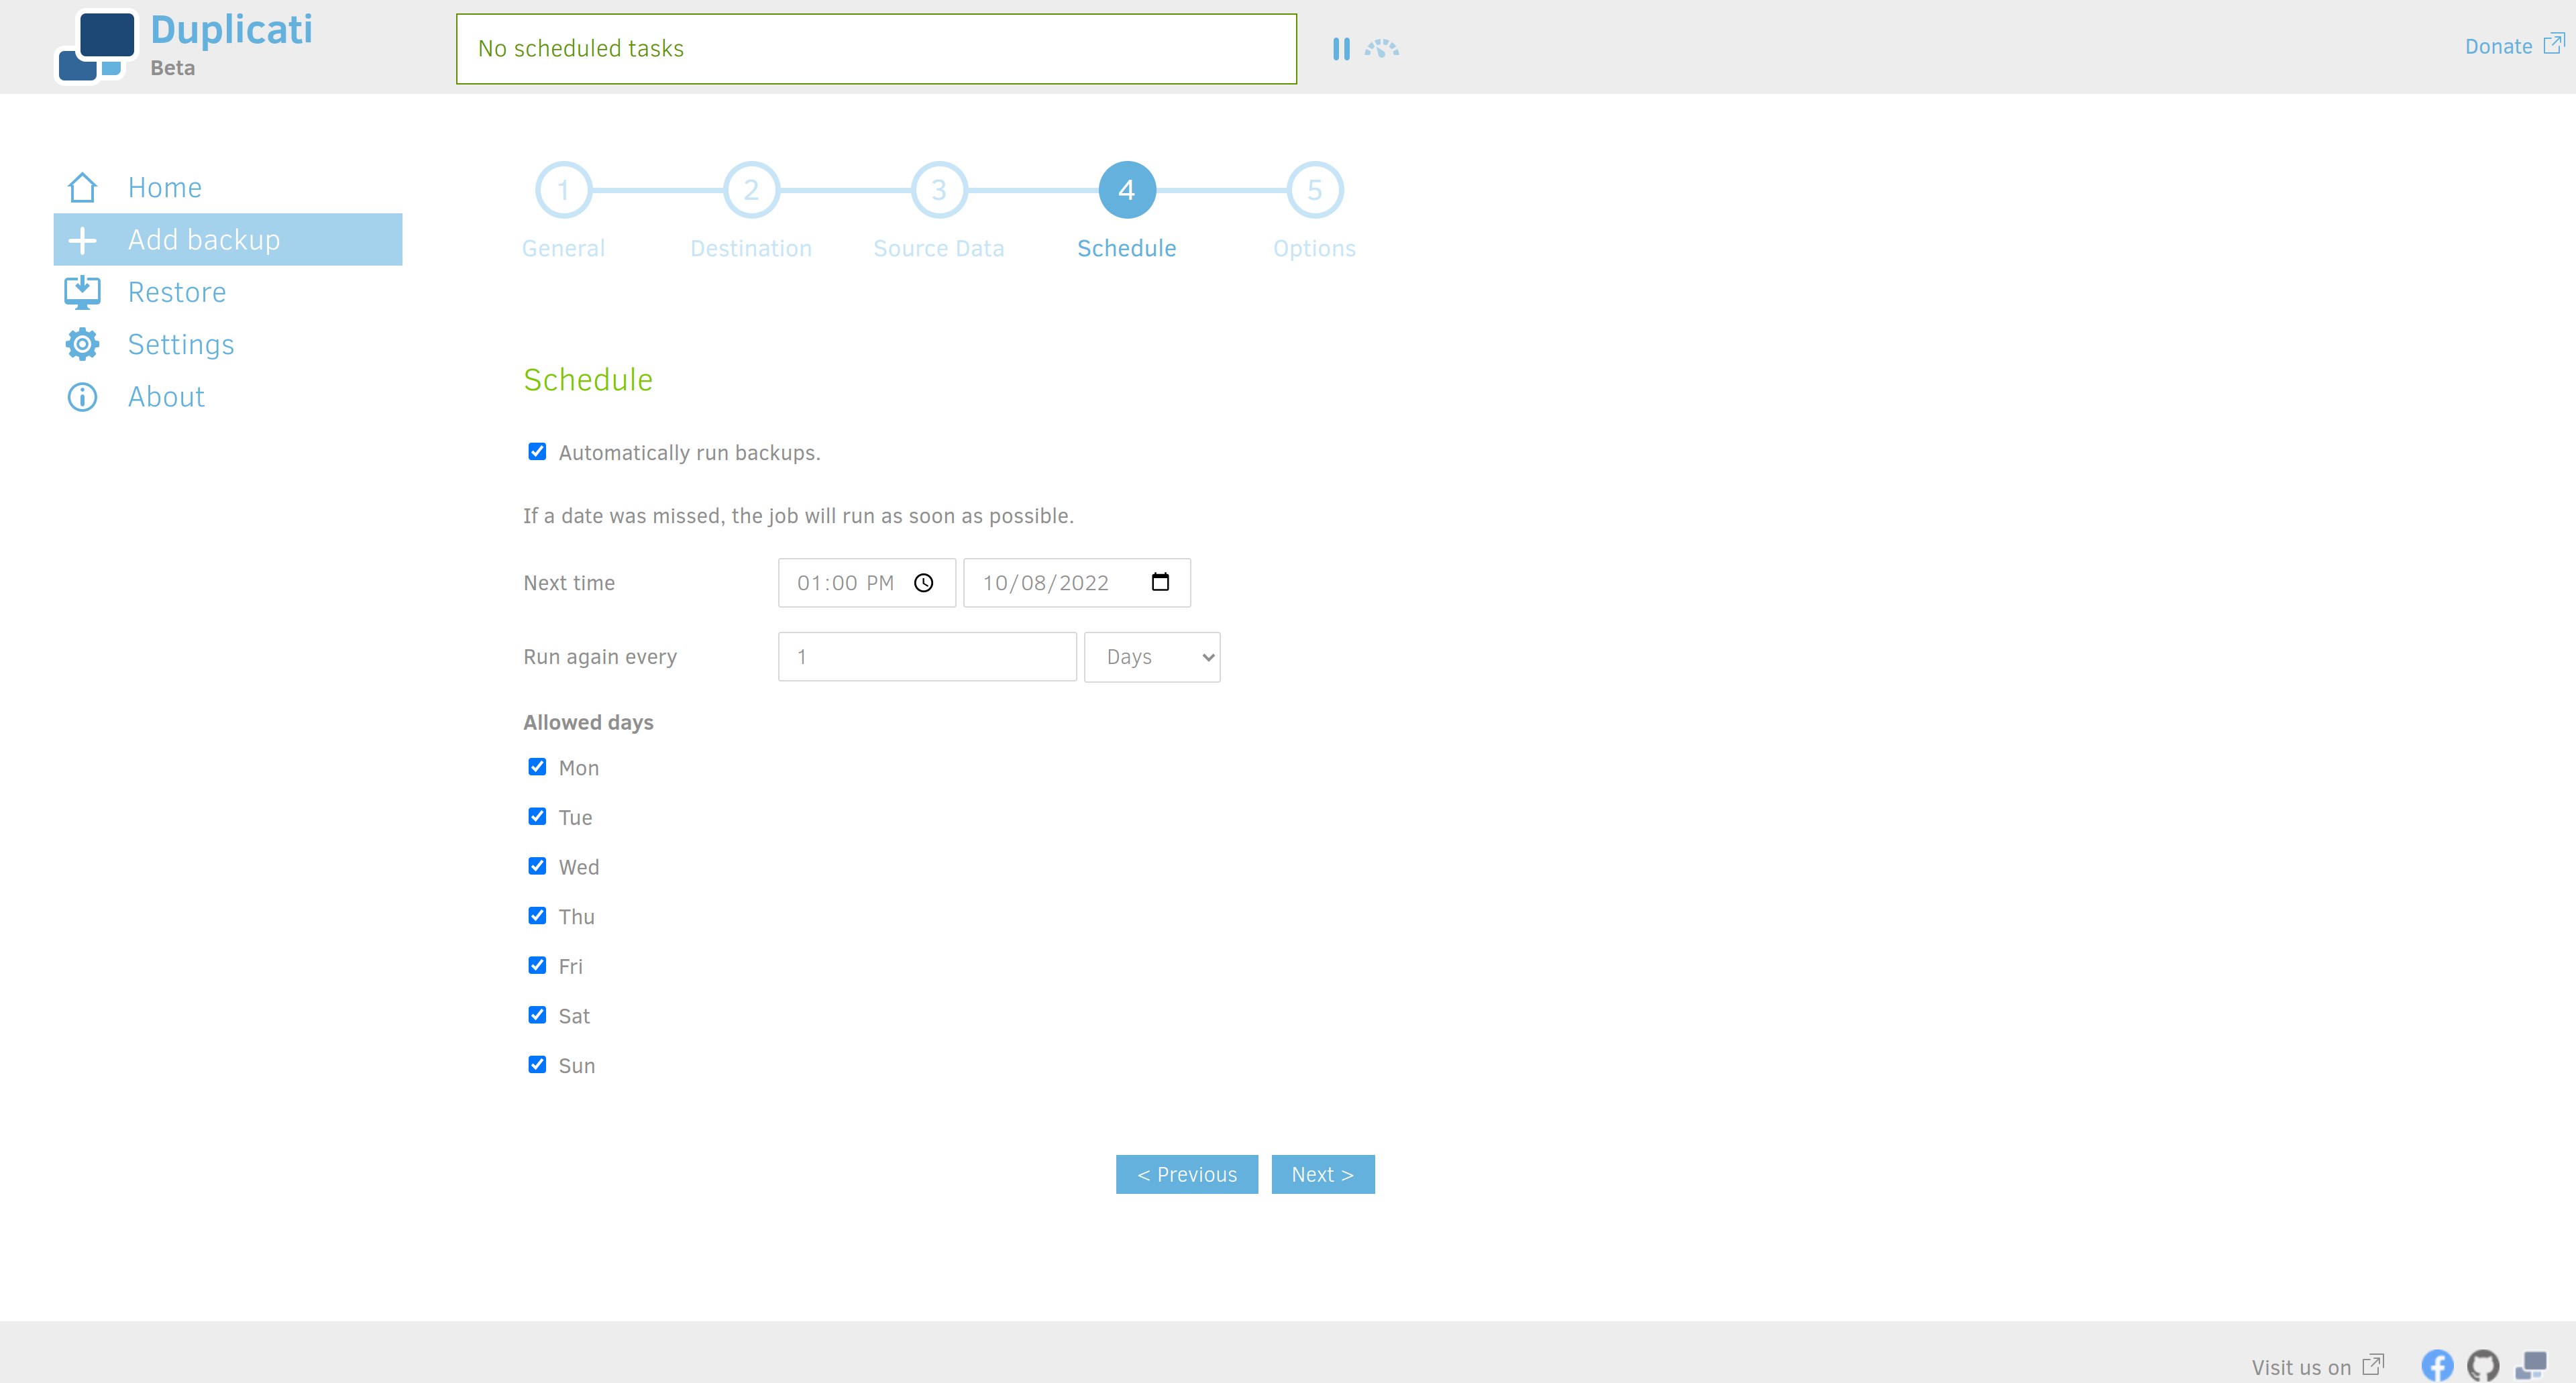 Duplicati
Beta
No scheduled tasks
Donate
Home
Add backup
Restore
Settings
About
1 2 3 4 5
General Destination Source Data Schedule Options
Schedule
Automatically run backups.
If a date was missed, the job will run as soon as possible.
Next time 01:00 PM 10/08/2022
Run again every 1 Days
Allowed days
Mon
Tue
Wed
Thu
Fri
Sat
Sun
< Previous Next >
Visit us on